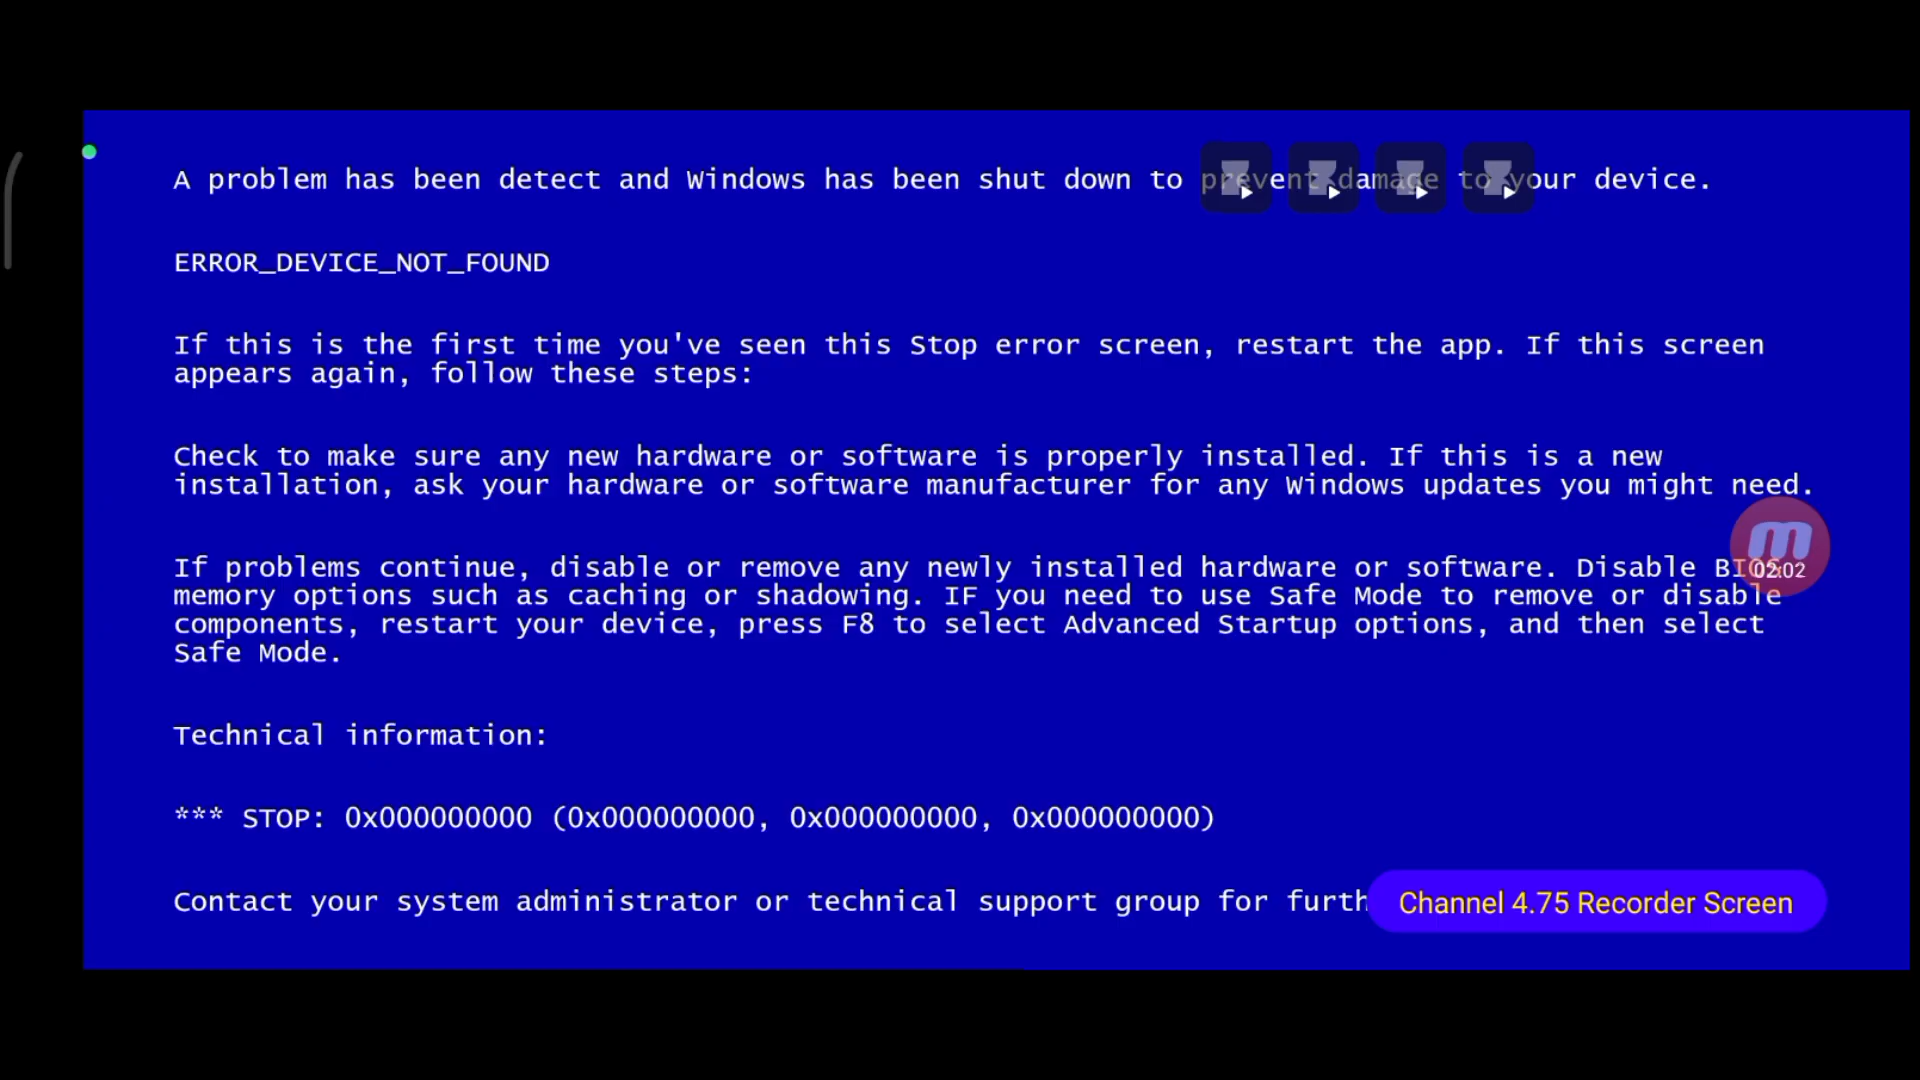 A problem has been detect and Windows has been shut down to prevent damage to your device.
ERROR_DEVICE_NOT_FOUND
If this is the first time you've seen this Stop error screen, restart the app. If this screen
appears again, follow these steps:
Check to make sure any new hardware or software is properly installed. If this is a new
installation, ask your hardware or software manufacturer for any Windows updates you might need.
If problems continue, disable or remove any newly installed hardware or software. Disable BIOS
02:02
memory options such as caching or shadowing. IF you need to use Safe Mode to remove or disable
components, restart your device, press F8 to select Advanced Startup options, and then select
Safe Mode.
Technical information:
*** STOP: 0x000000000 (0x000000000, 0x000000000, 0x000000000)
Contact your system administrator or technical support group for furth
Channel 4.75 Recorder Screen